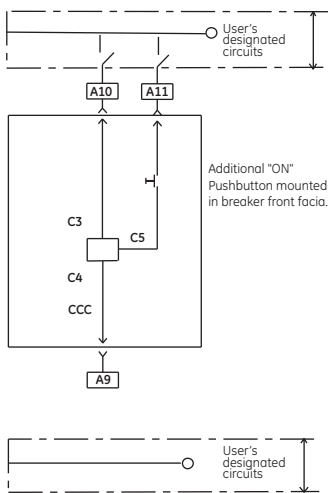 User's
designated
circuits
A10 A11
Additional "ON"
Pushbutton mounted
in breaker front facia.
C3
C5
C4
CCC
A9
User's
designated
circuits